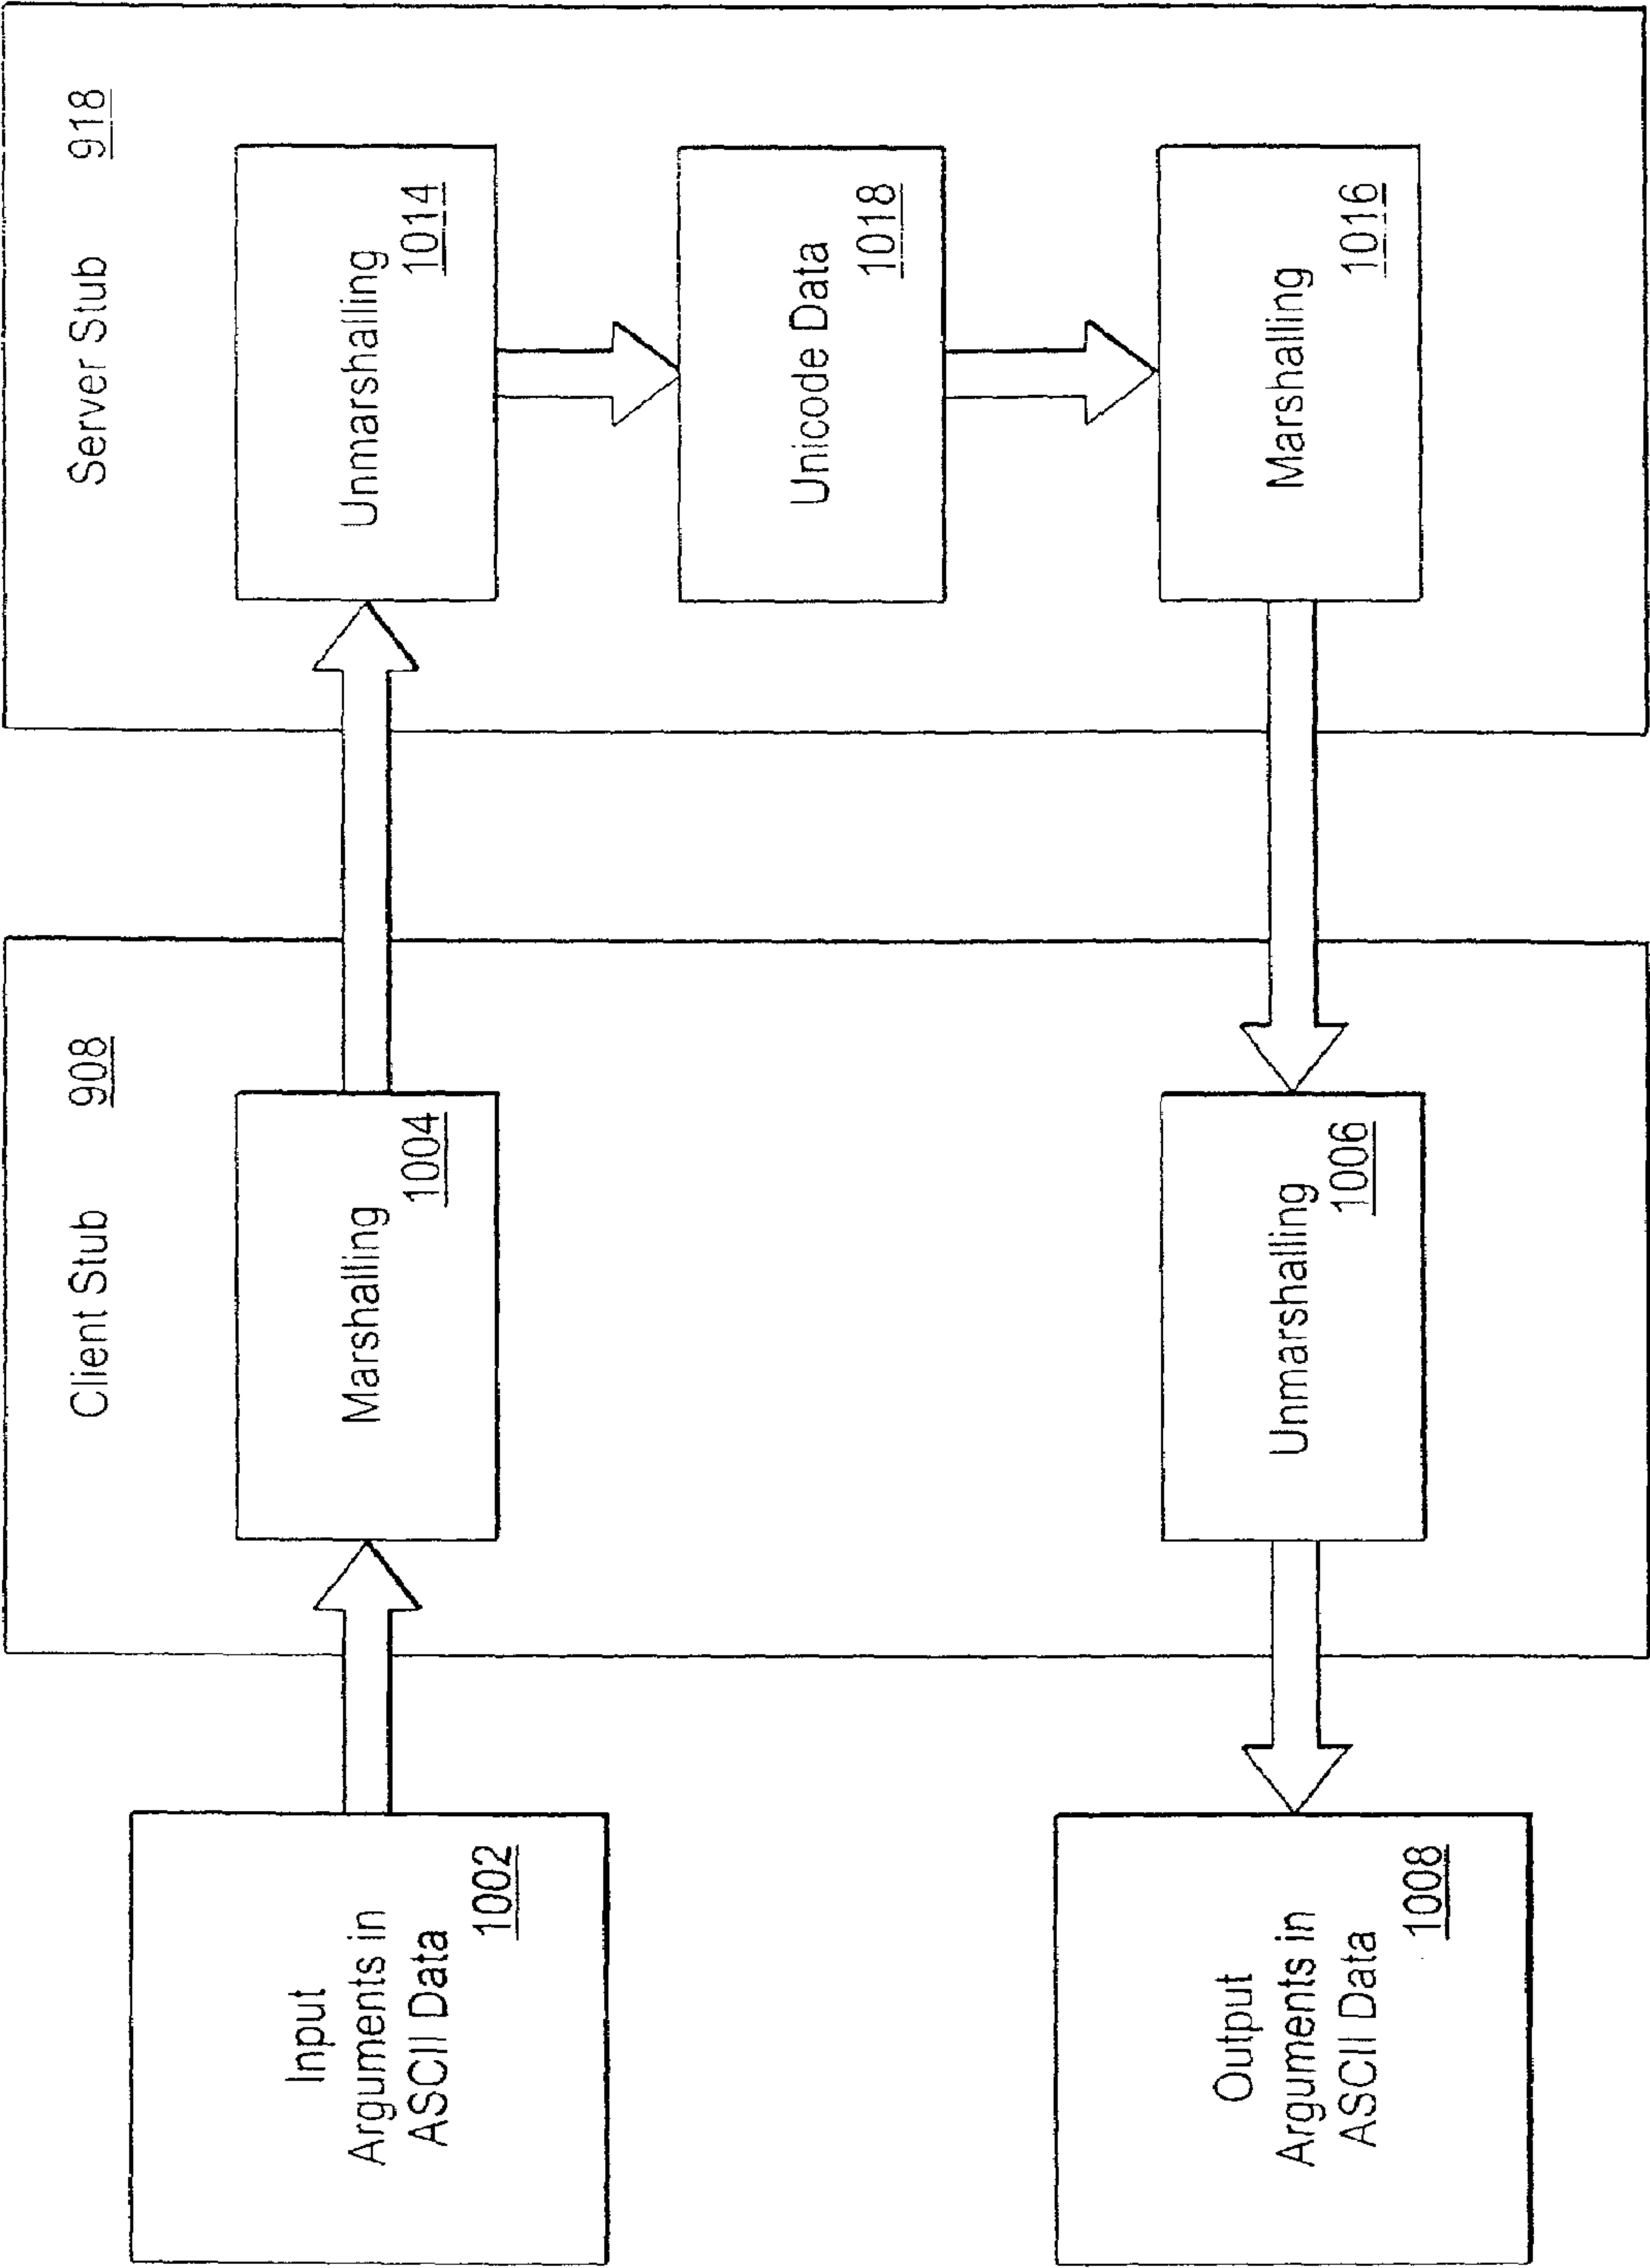 Input
Arguments in
ASCII Data
1002
Client Stub 908
Marshalling
1004
Server Stub 918
Unmarshalling
1014
Unicode Data
1018
Marshalling
1016
Unmarshalling
1006
Output
Arguments in
ASCII Data
1008